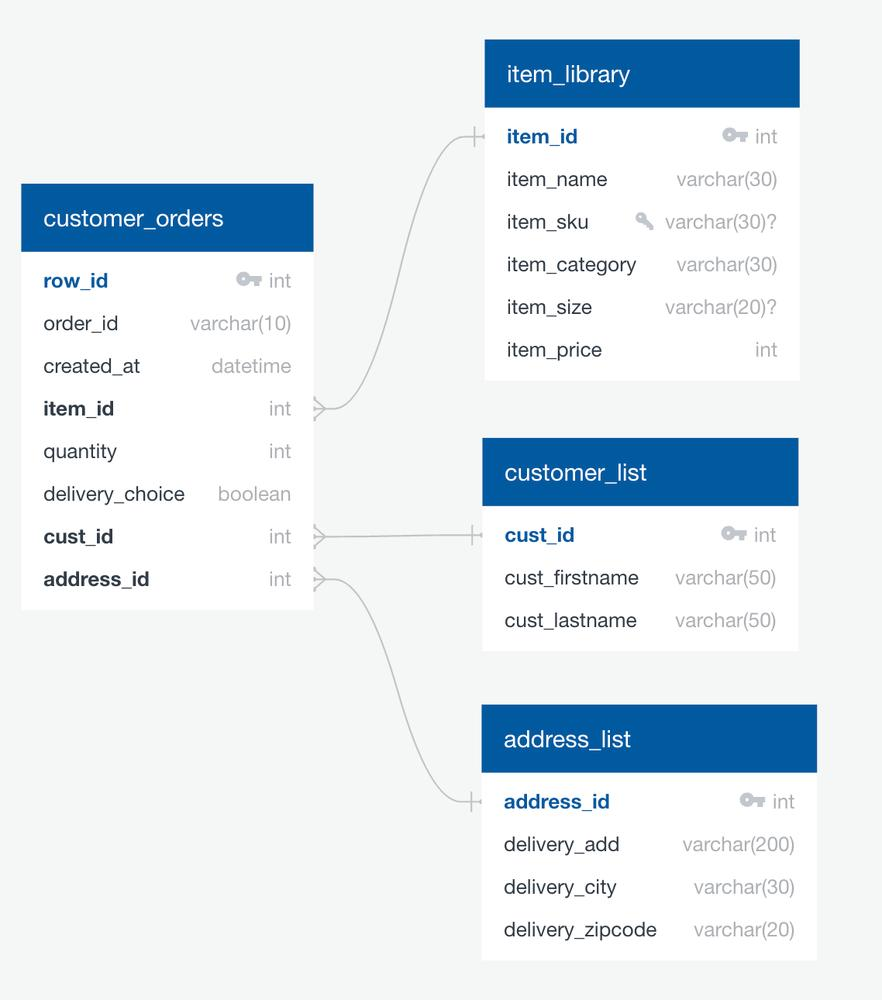 item_library
item_id int
item_name varchar(30)
item_sku varchar(30)?
item_category varchar(30)
item_size varchar(20)?
item_price int
customer_orders
row_id int
order_id varchar(10)
created_at datetime
item_id int
quantity int
delivery_choice boolean
cust_id int
address_id int
customer_list
cust_id int
cust_firstname varchar(50)
cust_lastname varchar(50)
address_list
address_id int
delivery_add varchar(200)
delivery_city varchar(30)
delivery_zipcode varchar(20)